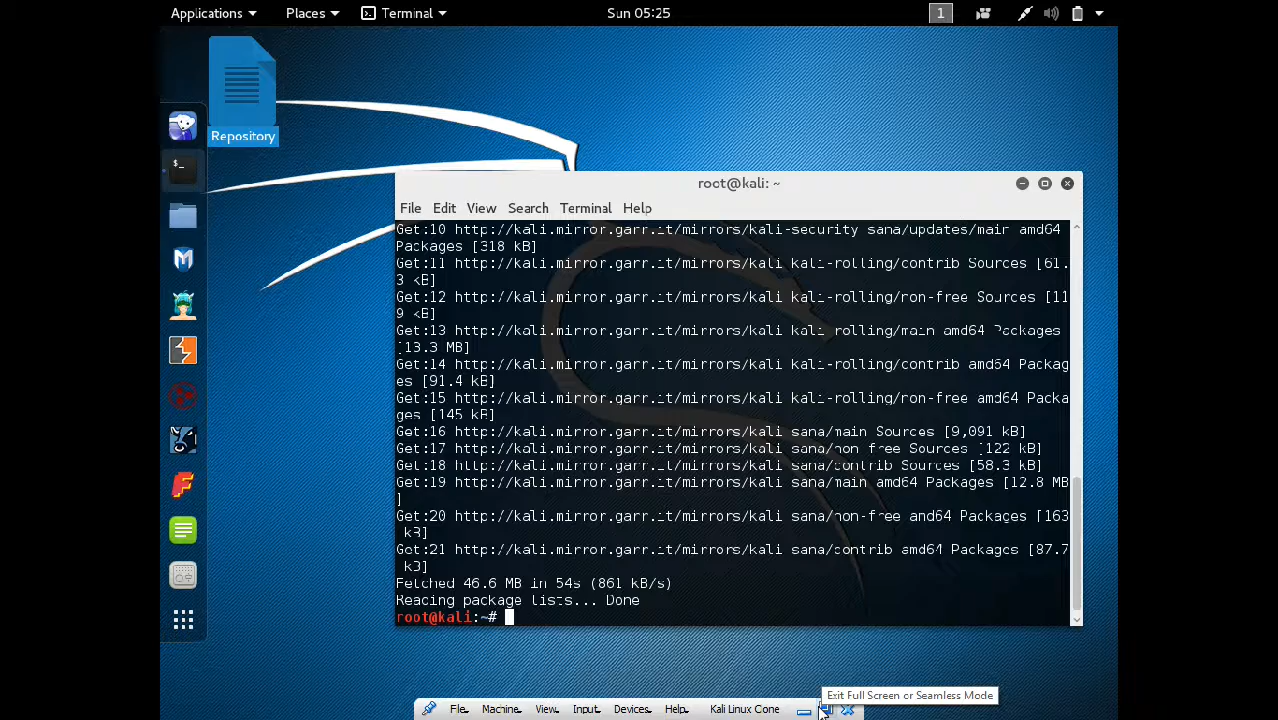 Applications Places Terminal Sun 05:25 1
Repository
root@kali: ~
File Edit View Search Terminal Help
Get:10 http://kali.mirror.garr.it/mirrors/kali-security sana/updates/main amd64
Packages [318 kB]
Get:11 http://kali.mirror.garr.it/mirrors/kali kali-rolling/contrib Sources [61.
3 kB]
Get:12 http://kali.mirror.garr.it/mirrors/kali kali-rolling/non-free Sources [11
9 kB]
Get:13 http://kali.mirror.garr.it/mirrors/kali kali-rolling/main amd64 Packages
[13.3 MB]
Get:14 http://kali.mirror.garr.it/mirrors/kali kali-rolling/contrib amd64 Packag
es [91.4 kB]
Get:15 http://kali.mirror.garr.it/mirrors/kali kali-rolling/non-free amd64 Packa
ges [145 kB]
Get:16 http://kali.mirror.garr.it/mirrors/kali sana/main Sources [9,091 kB]
Get:17 http://kali.mirror.garr.it/mirrors/kali sana/non-free Sources [122 kB]
Get:18 http://kali.mirror.garr.it/mirrors/kali sana/contrib Sources [58.3 kB]
Get:19 http://kali.mirror.garr.it/mirrors/kali sana/main amd64 Packages [12.8 MB
]
Get:20 http://kali.mirror.garr.it/mirrors/kali sana/non-free amd64 Packages [163
kB]
Get:21 http://kali.mirror.garr.it/mirrors/kali sana/contrib amd64 Packages [87.7
kB]
Fetched 46.6 MB in 54s (861 kB/s)
Reading package lists... Done
root@kali:~#
Exit Full Screen or Seamless Mode
File Machine View Input Devices Help Kali Linux Clone